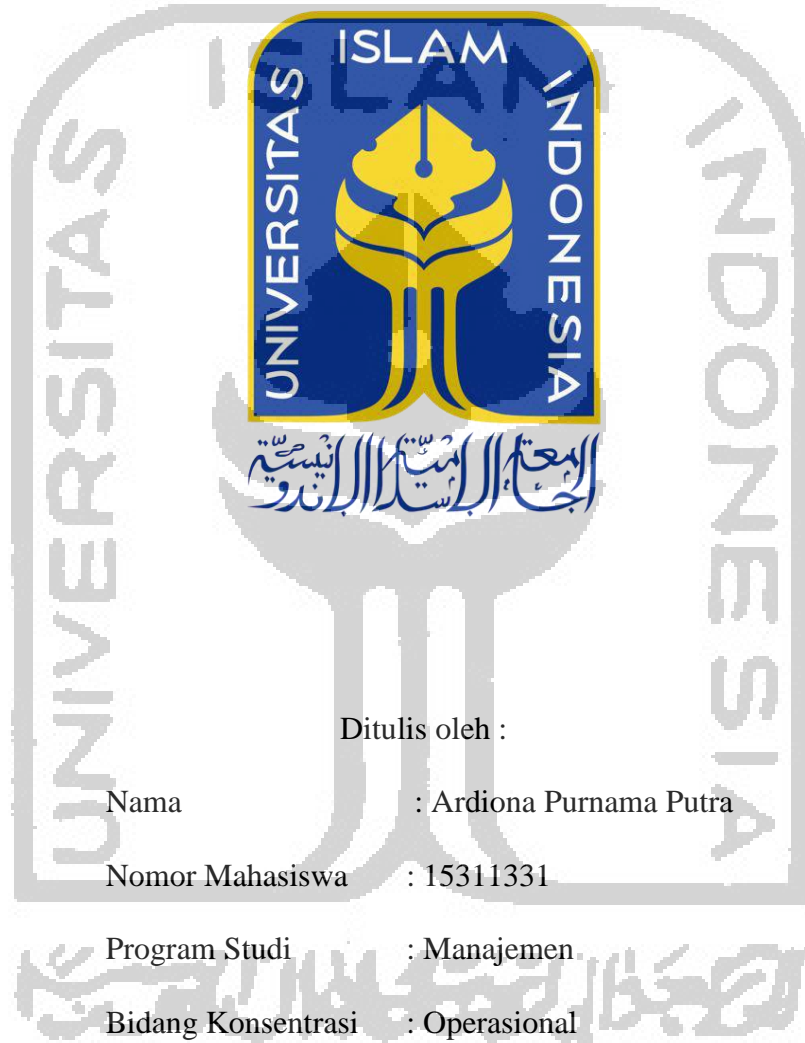 ISLAM
UNIVERSITAS
INDONESIA
الجامعة الإسلامية الإندونيسية
Ditulis oleh :
Nama : Ardiona Purnama Putra
Nomor Mahasiswa : 15311331
Program Studi : Manajemen
Bidang Konsentrasi : Operasional